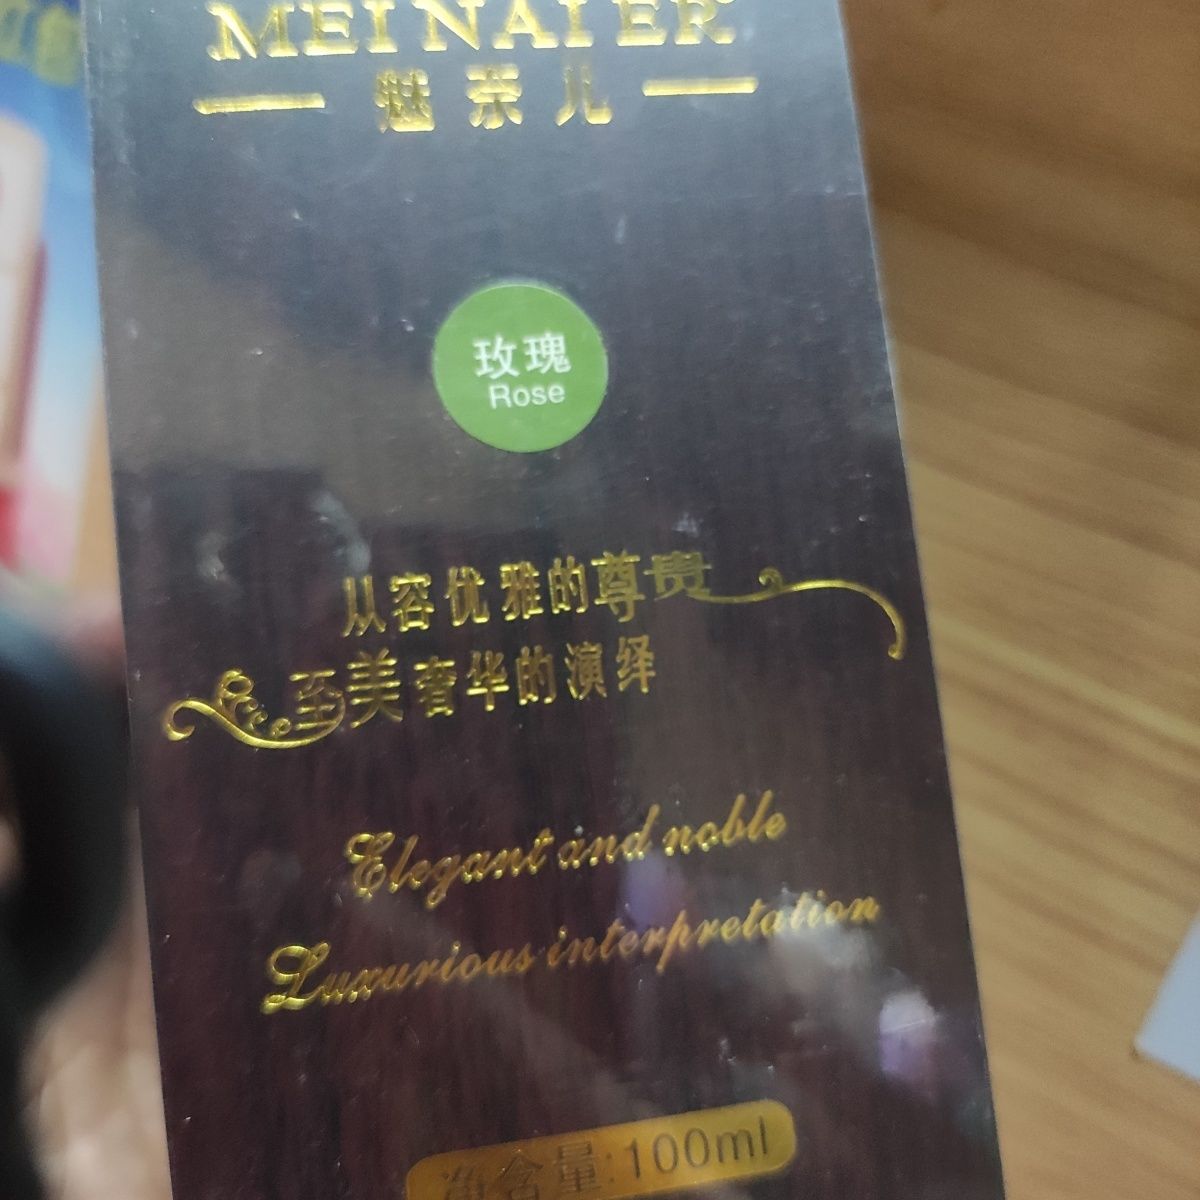 MEINAIER
魅奈儿
玫瑰
Rose
从容优雅的尊贵
至美奢华的演绎
Elegant and noble
Luxurious interpretation
净含量:100ml